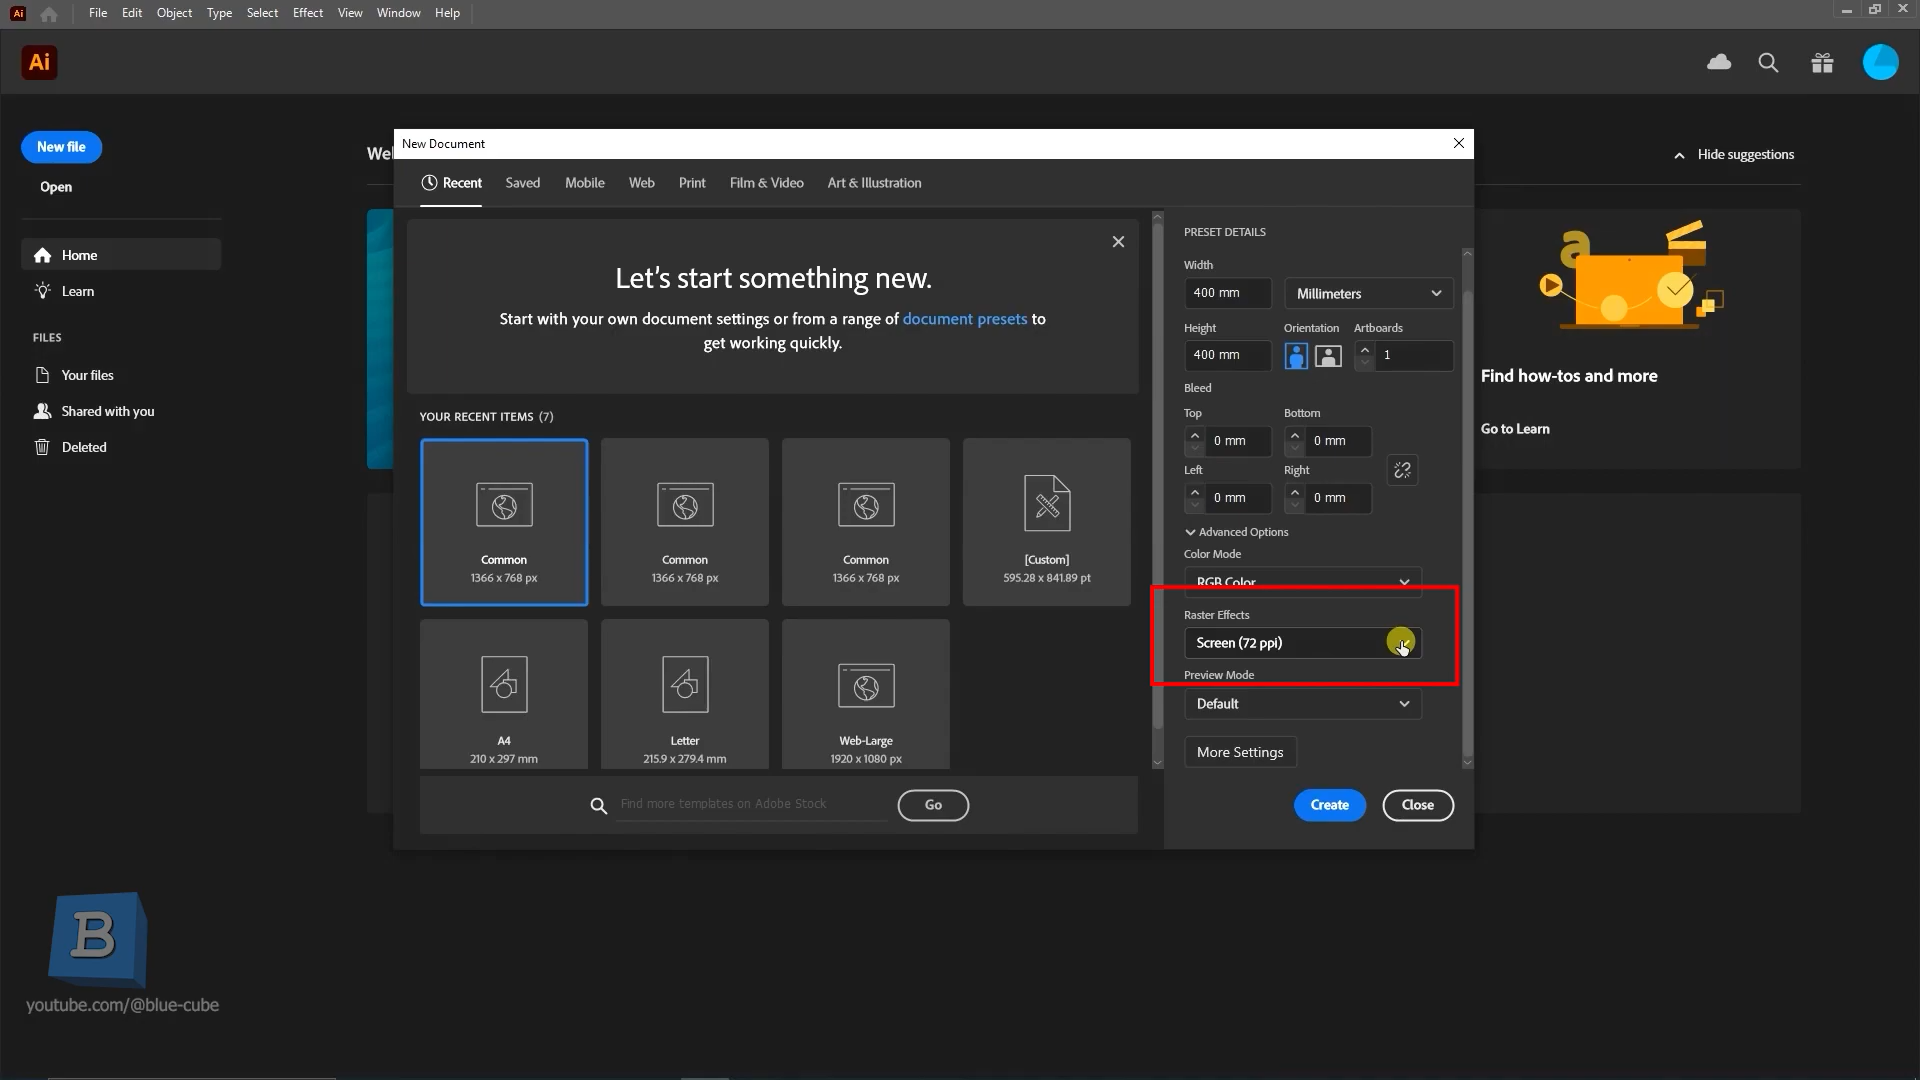 Ai
File Edit Object Type Select Effect View Window Help
Ai
New file
Open
Home
Learn
FILES
Your files
Shared with you
Deleted
Hide suggestions
New Document
Recent Saved Mobile Web Print Film & Video Art & Illustration
Let's start something new.
Start with your own document settings or from a range of document presets to
get working quickly.
YOUR RECENT ITEMS (7)
Common
1366 x 768 px
Common
1366 x 768 px
Common
1366 x 768 px
[Custom]
595.28 x 841.89 pt
A4
210 x 297 mm
Letter
215.9 x 279.4 mm
Web-Large
1920 x 1080 px
Find more templates on Adobe Stock
Go
PRESET DETAILS
Width
400 mm Millimeters
Height Orientation Artboards
400 mm 1
Bleed
Top Bottom
0 mm 0 mm
Left Right
0 mm 0 mm
Advanced Options
Color Mode
RGB Color
Raster Effects
Screen (72 ppi)
Preview Mode
Default
More Settings
Create Close
a
Find how-tos and more
Go to Learn
B
youtube.com/@blue-cube